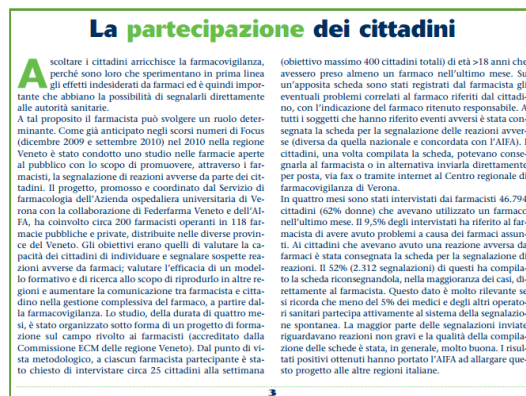 La partecipazione dei cittadini
Ascoltare i cittadini arricchisce la farmacovigilanza,
perché sono loro che sperimentano in prima linea
gli effetti indesiderati da farmaci ed è quindi impor-
tante che abbiano la possibilità di segnalarli direttamente
alle autorità sanitarie.
A tal proposito il farmacista può svolgere un ruolo deter-
minante. Come già anticipato negli scorsi numeri di Focus
(dicembre 2009 e settembre 2010) nel 2010 nella regione
Veneto è stato condotto uno studio nelle farmacie aperte
al pubblico con lo scopo di promuovere, attraverso i far-
macisti, la segnalazione di reazioni avverse da parte dei cit-
tadini. Il progetto, promosso e coordinato dal Servizio di
farmacologia dell'Azienda ospedaliera universitaria di Ve-
rona con la collaborazione di Federfarma Veneto e dell'AI-
FA, ha coinvolto circa 200 farmacisti operanti in 118 far-
macie pubbliche e private, distribuite nelle diverse provin-
ce del Veneto. Gli obiettivi erano quelli di valutare la ca-
pacità dei cittadini di individuare e segnalare sospette rea-
zioni avverse da farmaci; valutare l'efficacia di un model-
lo formativo e di ricerca allo scopo di riprodurlo in altre re-
gioni e aumentare la comunicazione tra farmacista e citta-
dino nella gestione complessiva del farmaco, a partire dal-
la farmacovigilanza. Lo studio, della durata di quattro me-
si, è stato organizzato sotto forma di un progetto di forma-
zione sul campo rivolto ai farmacisti (accreditato dalla
Commissione ECM delle regione Veneto). Dal punto di vi-
sta metodologico, a ciascun farmacista partecipante è sta-
to chiesto di intervistare circa 25 cittadini alla settimana
(obiettivo massimo 400 cittadini totali) di età >18 anni che
avessero preso almeno un farmaco nell'ultimo mese. Su
un'apposita scheda sono stati registrati dal farmacista gli
eventuali problemi correlati al farmaco riferiti dal cittadi-
no, con l'indicazione del farmaco ritenuto responsabile. A
tutti i soggetti che hanno riferito eventi avversi è stata con-
segnata la scheda per la segnalazione delle reazioni avver-
se (diversa da quella nazionale e concordata con l'AIFA). I
cittadini, una volta compilata la scheda, potevano conse-
gnarla al farmacista o in alternativa inviarla direttamente
per posta, via fax o tramite internet al Centro regionale di
farmacovigilanza di Verona.
In quattro mesi sono stati intervistati dai farmacisti 46.794
cittadini (62% donne) che avevano utilizzato un farmaco
nell'ultimo mese. Il 9,5% degli intervistati ha riferito al far-
macista di avere avuto problemi a causa dei farmaci assun-
ti. Ai cittadini che avevano avuto una reazione avversa da
farmaci è stata consegnata la scheda per la segnalazione di
reazioni. Il 52% (2.312 segnalazioni) di questi ha compila-
to la scheda riconsegnandola, nella maggioranza dei casi, di-
rettamente al farmacista. Questo dato è molto rilevante se
si ricorda che meno del 5% dei medici e degli altri operato-
ri sanitari partecipa attivamente al sistema della segnalazio-
ne spontanea. La maggior parte delle segnalazioni inviate
riguardavano reazioni non gravi e la qualità della compila-
zione delle schede è stata, in generale, molto buona. I risul-
tati positivi ottenuti hanno portato l'AIFA ad allargare que-
sto progetto alle altre regioni italiane.
3